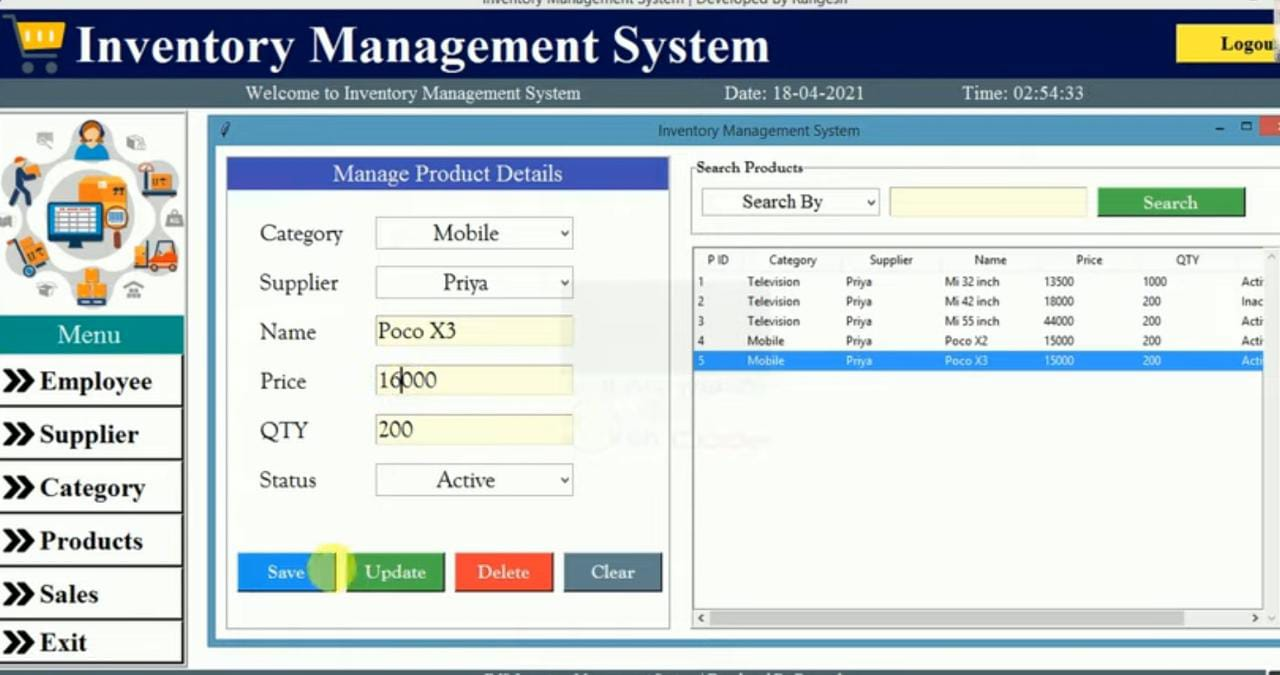 Inventory Management System | Developed By Rangesh
Inventory Management System
Logou
Welcome to Inventory Management System Date: 18-04-2021 Time: 02:54:33
Inventory Management System
Manage Product Details
Category Mobile
Supplier Priya
Name Poco X3
Price 16000
QTY 200
Status Active
Save Update Delete Clear
Search Products
Search By Search
P ID Category Supplier Name Price QTY
1 Television Priya Mi 32 inch 13500 1000 Acti
2 Television Priya Mi 42 inch 18000 200 Inac
3 Television Priya Mi 55 inch 44000 200 Acti
4 Mobile Priya Poco X2 15000 200 Acti
5 Mobile Priya Poco X3 15000 200 Acti
Menu
Employee
Supplier
Category
Products
Sales
Exit